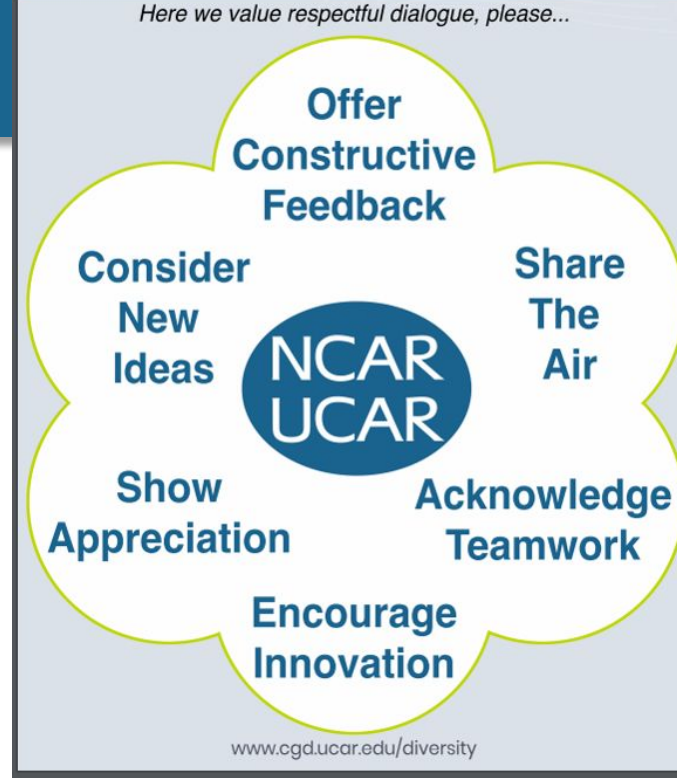 Here we value respectful dialogue, please...
Offer
Constructive
Feedback
Consider
New
Ideas
Share
The
Air
NCAR
UCAR
Show
Appreciation
Acknowledge
Teamwork
Encourage
Innovation
www.cgd.ucar.edu/diversity